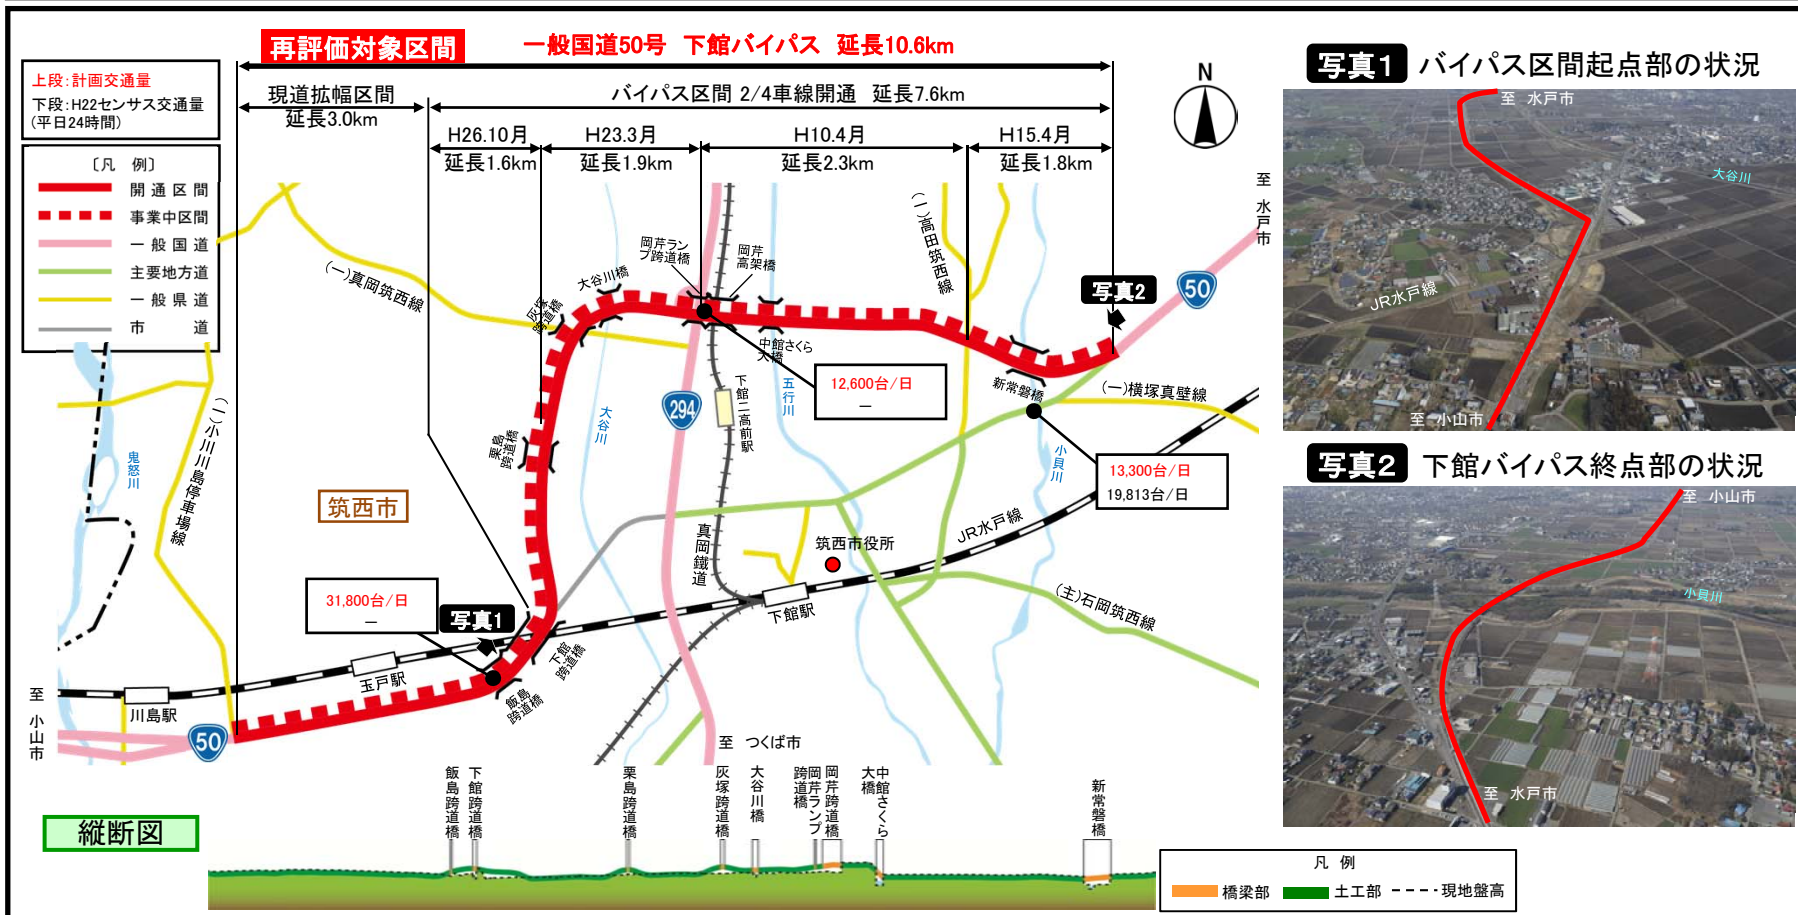 再評価対象区間
一般国道50号 下館バイパス 延長10.6km
上段:計画交通量
下段:H22センサス交通量
(平日24時間)
現道拡幅区間
延長3.0km
バイパス区間 2/4車線開通 延長7.6km
H26.10月
延長1.6km
H23.3月
延長1.9km
H10.4月
延長2.3km
H15.4月
延長1.8km
N
〔凡 例〕
開通区間
事業中区間
一般国道
主要地方道
一般県道
市 道
至 水戸市
50
写真2
(一)真岡筑西線
(一)高田筑西線
大谷川橋
岡芹ラン
プ跨道橋
岡芹
高架橋
灰塚
跨道橋
中館さくら
大橋
新常磐橋
(一)横塚真壁線
12,600台/日
―
294
下館二高前駅
五行川
大谷川
栗島
跨道橋
小貝川
13,300台/日
19,813台/日
鬼怒川
(一)小川川島停車場線
筑西市
真岡鐵道
筑西市役所
JR水戸線
31,800台/日
―
写真1
下館
跨道橋
飯島
跨道橋
下館駅
(主)石岡筑西線
玉戸駅
川島駅
至 小山市
50
至 つくば市
縦断図
飯島跨道橋
下館跨道橋
栗島跨道橋
灰塚跨道橋
大谷川橋
岡芹ランプ
跨道橋
岡芹跨道橋
中館さくら
大橋
新常磐橋
凡 例
橋梁部
土工部
現地盤高
写真1 バイパス区間起点部の状況
至 水戸市
大谷川
JR水戸線
至 小山市
写真2 下館バイパス終点部の状況
至 小山市
小貝川
至 水戸市